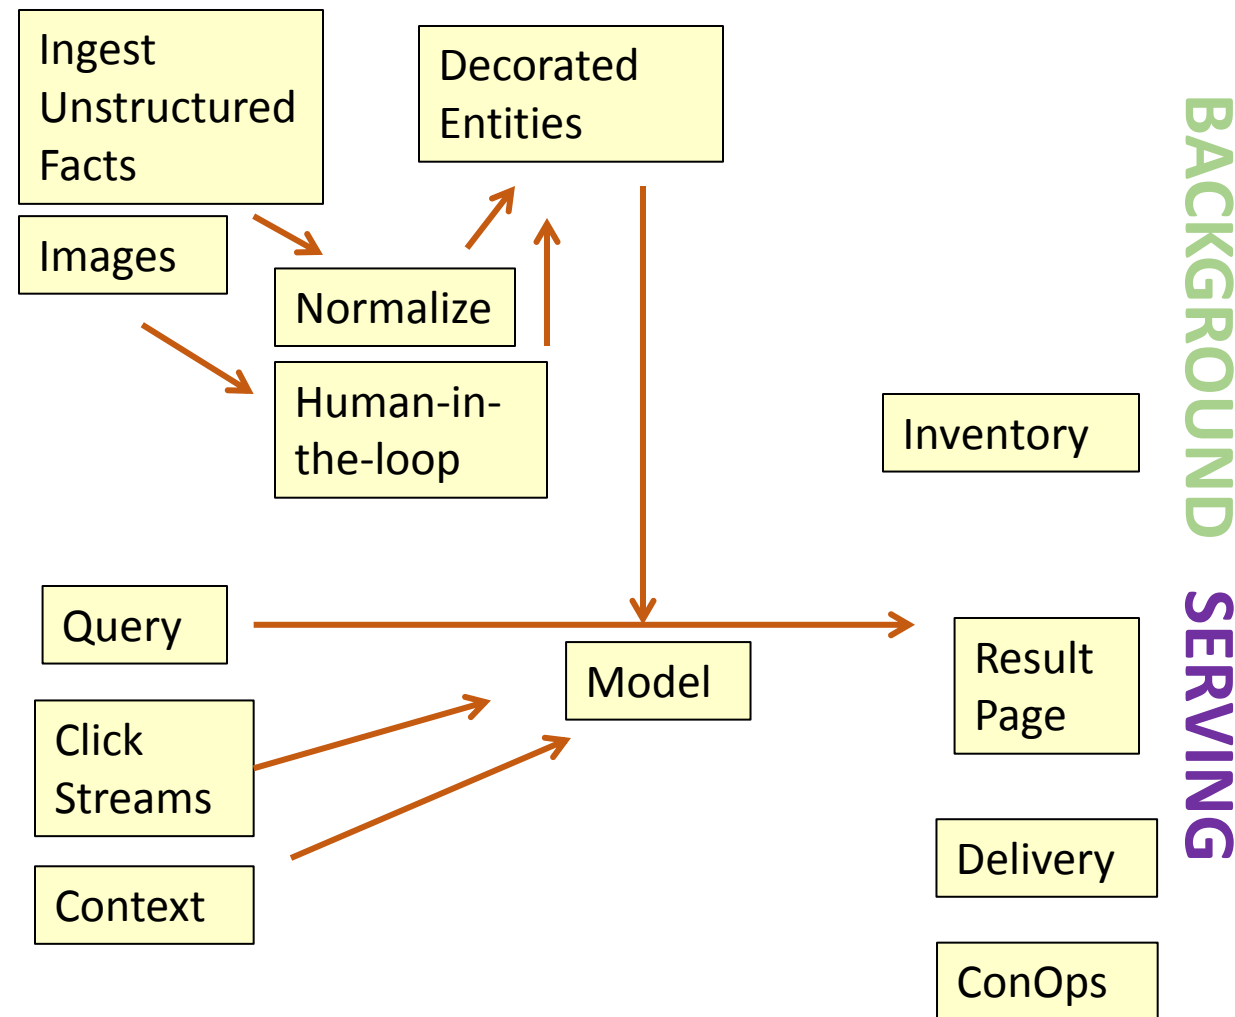 Ingest
Unstructured
Facts
Decorated
Entities
Images
Normalize
Human-in-
the-loop
Inventory
BACKGROUND
Query
Model
Result
Page
Click
Streams
Context
Delivery
ConOps
SERVING